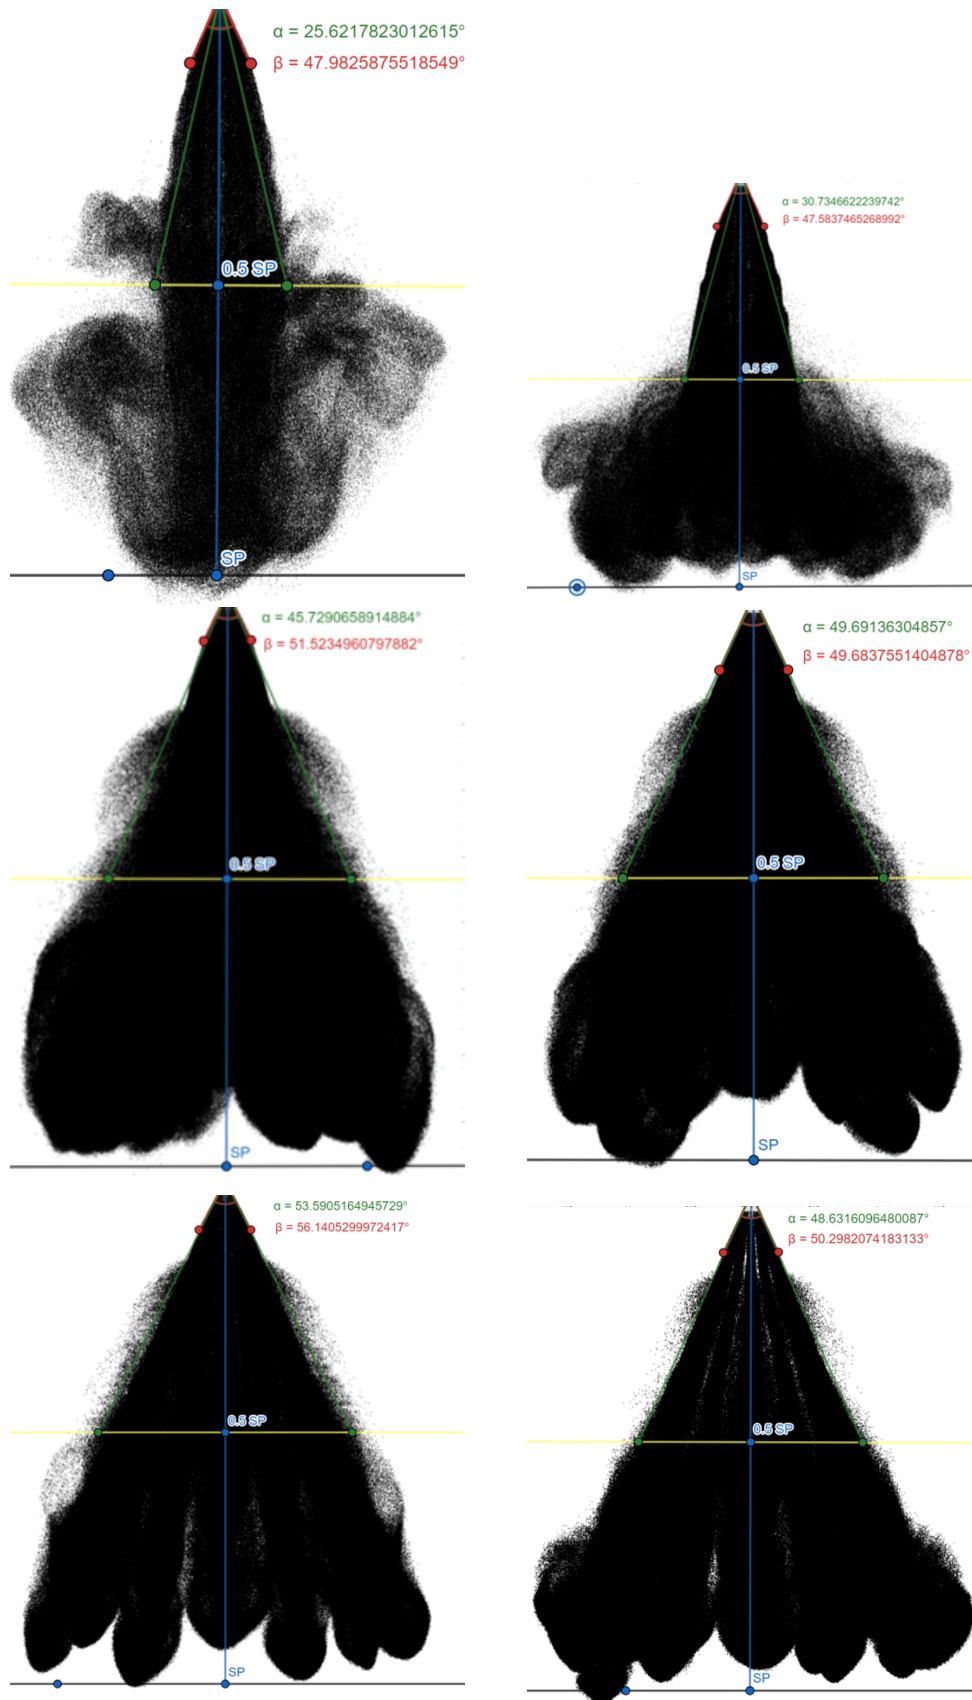 α = 25.6217823012615°
β = 47.9825875518549°
0.5 SP
SP
α = 30.7346622239742°
β = 47.5837465268992°
0.5 SP
SP
α = 45.7290658914884°
β = 51.5234960797882°
0.5 SP
SP
α = 49.69136304857°
β = 49.6837551404878°
0.5 SP
SP
α = 53.5905164945729°
β = 56.1405299972417°
0.5 SP
SP
α = 48.6316096480087°
β = 50.2982074183133°
0.5 SP
SP